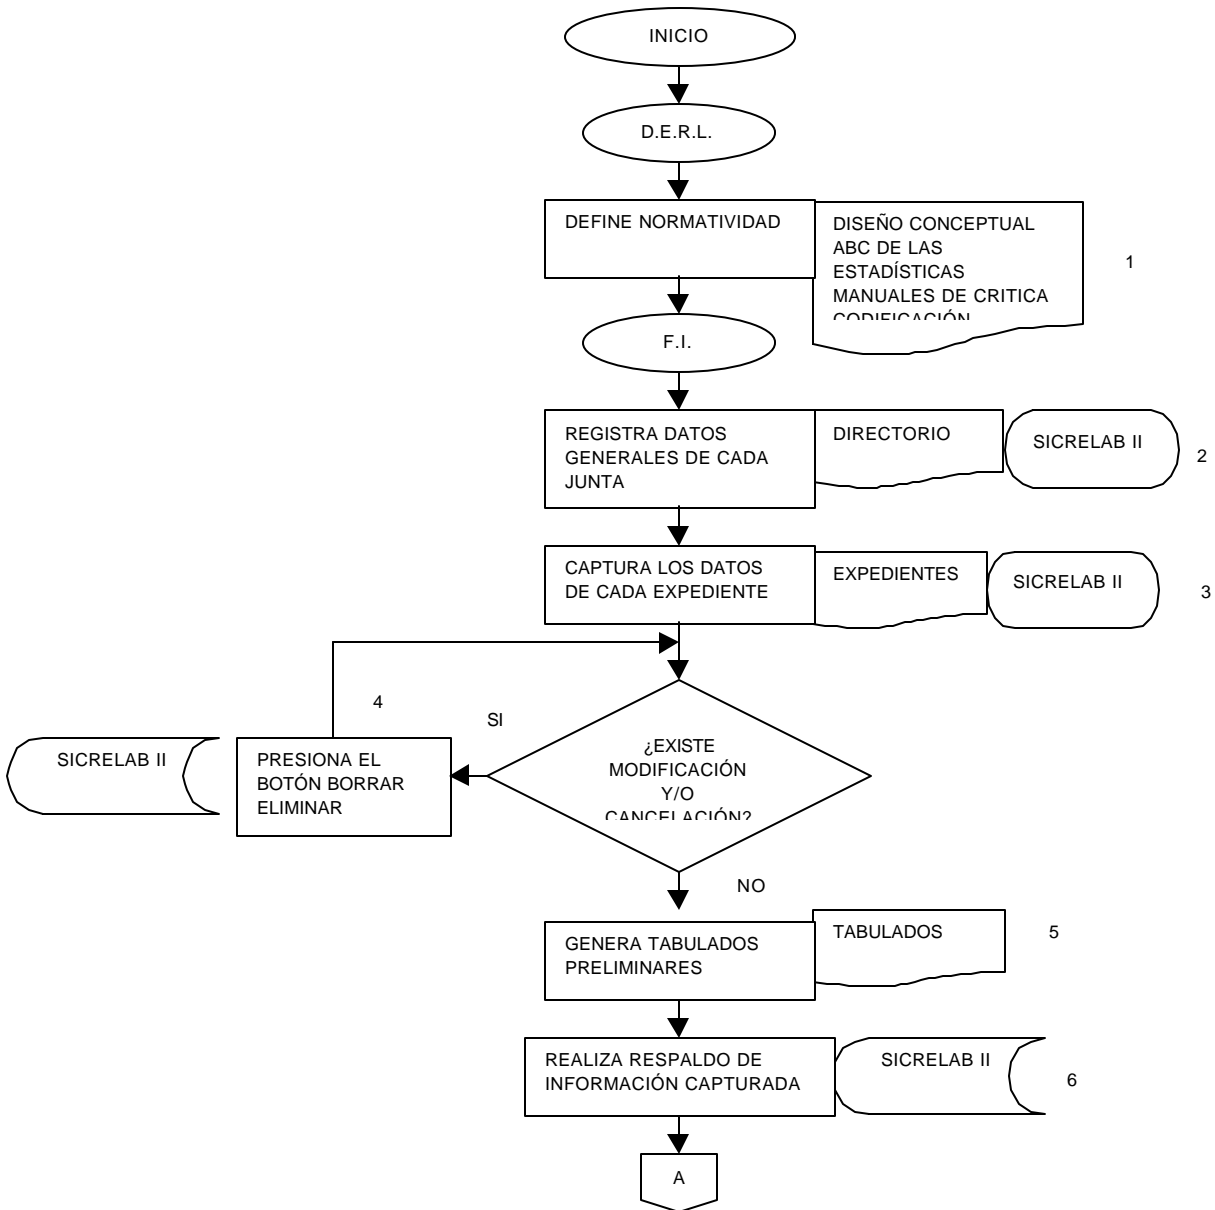 INICIO
D.E.R.L.
DEFINE NORMATIVIDAD
DISEÑO CONCEPTUAL
ABC DE LAS
ESTADÍSTICAS
MANUALES DE CRITICA
CODIFICACIÓN
1
F.I.
REGISTRA DATOS
GENERALES DE CADA
JUNTA
DIRECTORIO
SICRELAB II
2
CAPTURA LOS DATOS
DE CADA EXPEDIENTE
EXPEDIENTES
SICRELAB II
3
4
SI
SICRELAB II
PRESIONA EL
BOTÓN BORRAR
ELIMINAR
¿EXISTE
MODIFICACIÓN
Y/O
CANCELACIÓN?
NO
GENERA TABULADOS
PRELIMINARES
TABULADOS
5
REALIZA RESPALDO DE
INFORMACIÓN CAPTURADA
SICRELAB II
6
A